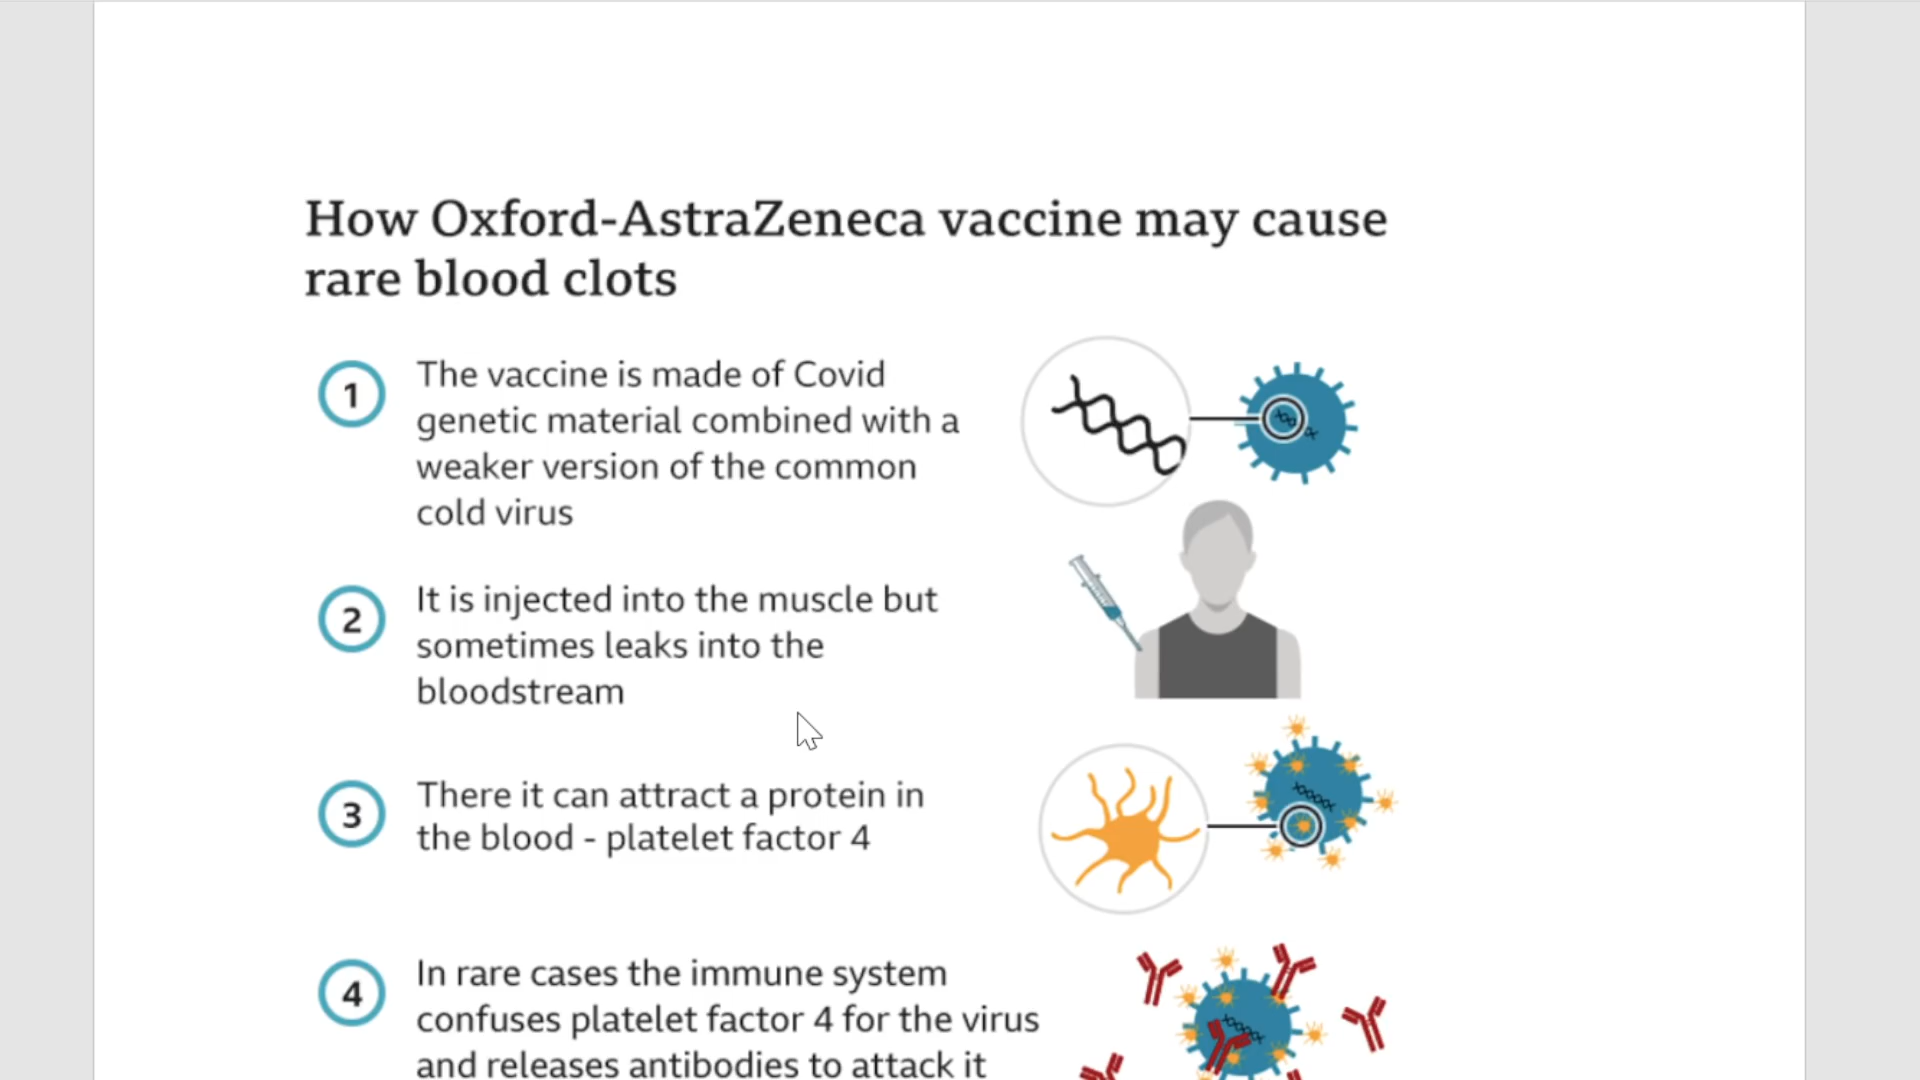 How Oxford-AstraZeneca vaccine may cause
rare blood clots
1
The vaccine is made of Covid
genetic material combined with a
weaker version of the common
cold virus
2
It is injected into the muscle but
sometimes leaks into the
bloodstream
3
There it can attract a protein in
the blood - platelet factor 4
4
In rare cases the immune system
confuses platelet factor 4 for the virus
and releases antibodies to attack it